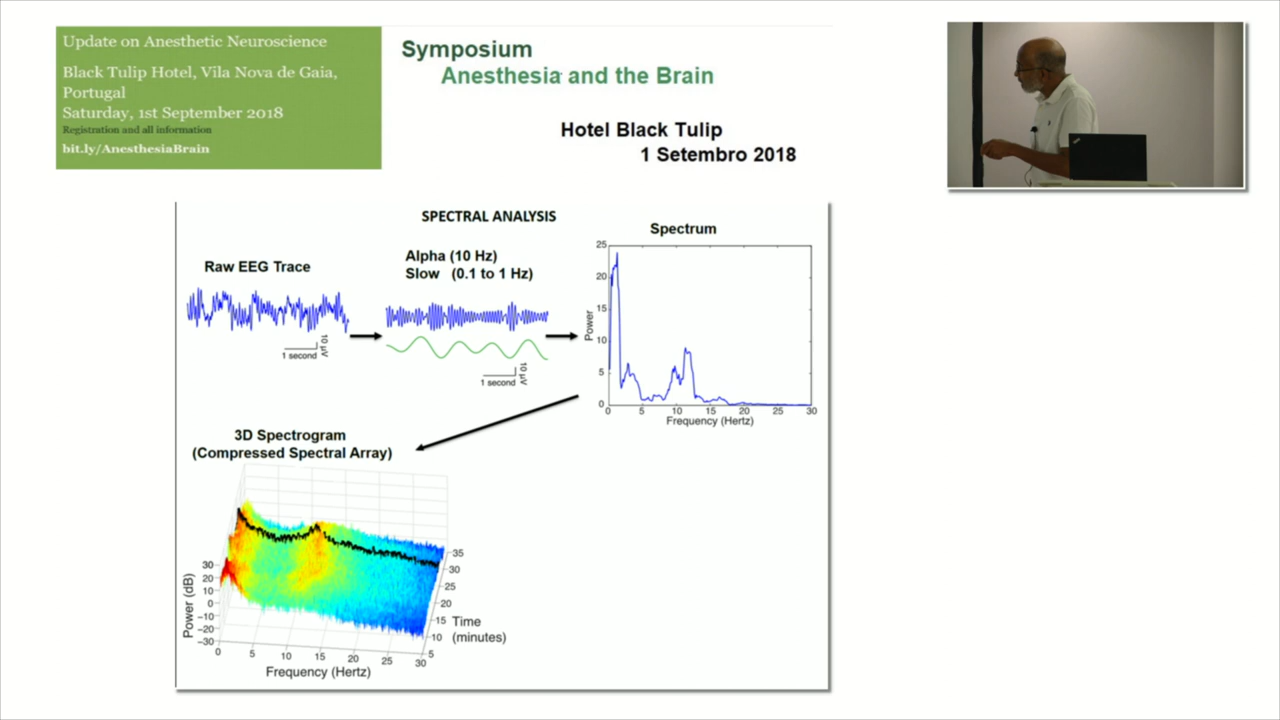 Update on Anesthetic Neuroscience
Black Tulip Hotel, Vila Nova de Gaia,
Portugal
Saturday, 1st September 2018
Registration and all information
bit.ly/AnesthesiaBrain
Symposium
Anesthesia and the Brain
Hotel Black Tulip
1 Setembro 2018
SPECTRAL ANALYSIS
Raw EEG Trace
1 second
10 µV
Alpha (10 Hz)
Slow (0.1 to 1 Hz)
1 second
10 µV
Spectrum
Power
25
20
15
10
5
0
0 5 10 15 20 25 30
Frequency (Hertz)
3D Spectrogram
(Compressed Spectral Array)
Power (dB)
30
20
10
0
−10
−20
−30
0 5 10 15 20 25 30
Frequency (Hertz)
35
30
25
20
15
10
5
Time
(minutes)